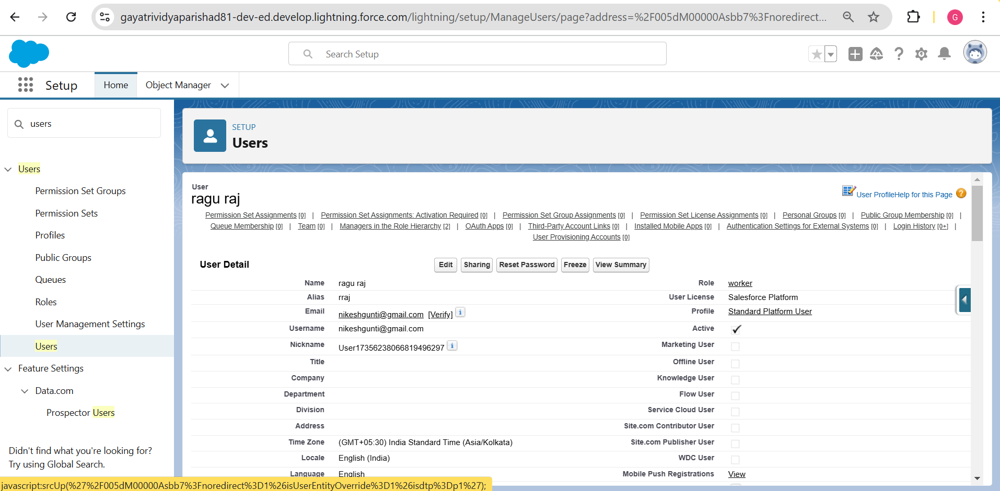 gayatrividyaparishad81-dev-ed.develop.lightning.force.com/lightning/setup/ManageUsers/page?address=%2F005dM00000Asbb7%3Fnoredirect...
G
Search Setup
Setup
Home
Object Manager
users
Users
Permission Set Groups
Permission Sets
Profiles
Public Groups
Queues
Roles
User Management Settings
Users
Feature Settings
Data.com
Prospector Users
Didn't find what you're looking for?
Try using Global Search.
SETUP
Users
User
ragu raj
User ProfileHelp for this Page ?
Permission Set Assignments [0] | Permission Set Assignments: Activation Required [0] | Permission Set Group Assignments [0] | Permission Set License Assignments [0] | Personal Groups [0] | Public Group Membership [0] |
Queue Membership [0] | Team [0] | Managers in the Role Hierarchy [2] | OAuth Apps [0] | Third-Party Account Links [0] | Installed Mobile Apps [0] | Authentication Settings for External Systems [0] | Login History [0+] |
User Provisioning Accounts [0]
User Detail
Edit Sharing Reset Password Freeze View Summary
Name ragu raj Role worker
Alias rraj User License Salesforce Platform
Email nikeshgunti@gmail.com [Verify] i Profile Standard Platform User
Username nikeshgunti@gmail.com Active
Nickname User17356238066819496297 i Marketing User
Title Offline User
Company Knowledge User
Department Flow User
Division Service Cloud User
Address Site.com Contributor User
Time Zone (GMT+05:30) India Standard Time (Asia/Kolkata) Site.com Publisher User
Locale English (India) WDC User
Language English Mobile Push Registrations View
javascript:srcUp(%27%2F005dM00000Asbb7%3Fnoredirect%3D1%26isUserEntityOverride%3D1%26isdtp%3Dp1%27);